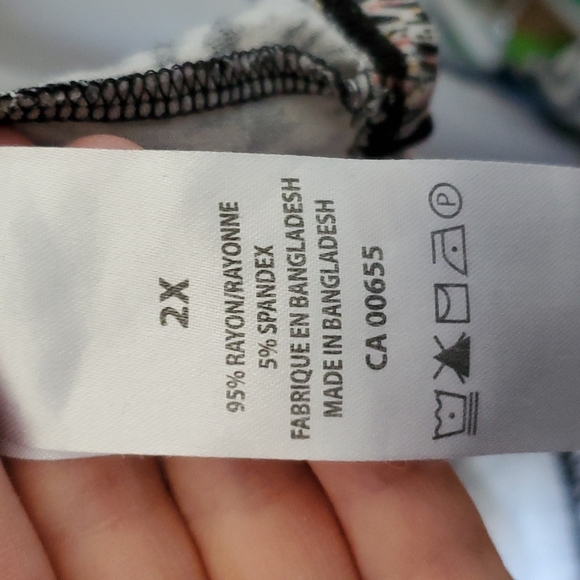 2X
95% RAYON/RAYONNE
5% SPANDEX
FABRIQUE EN BANGLADESH
MADE IN BANGLADESH
CA 00655
P